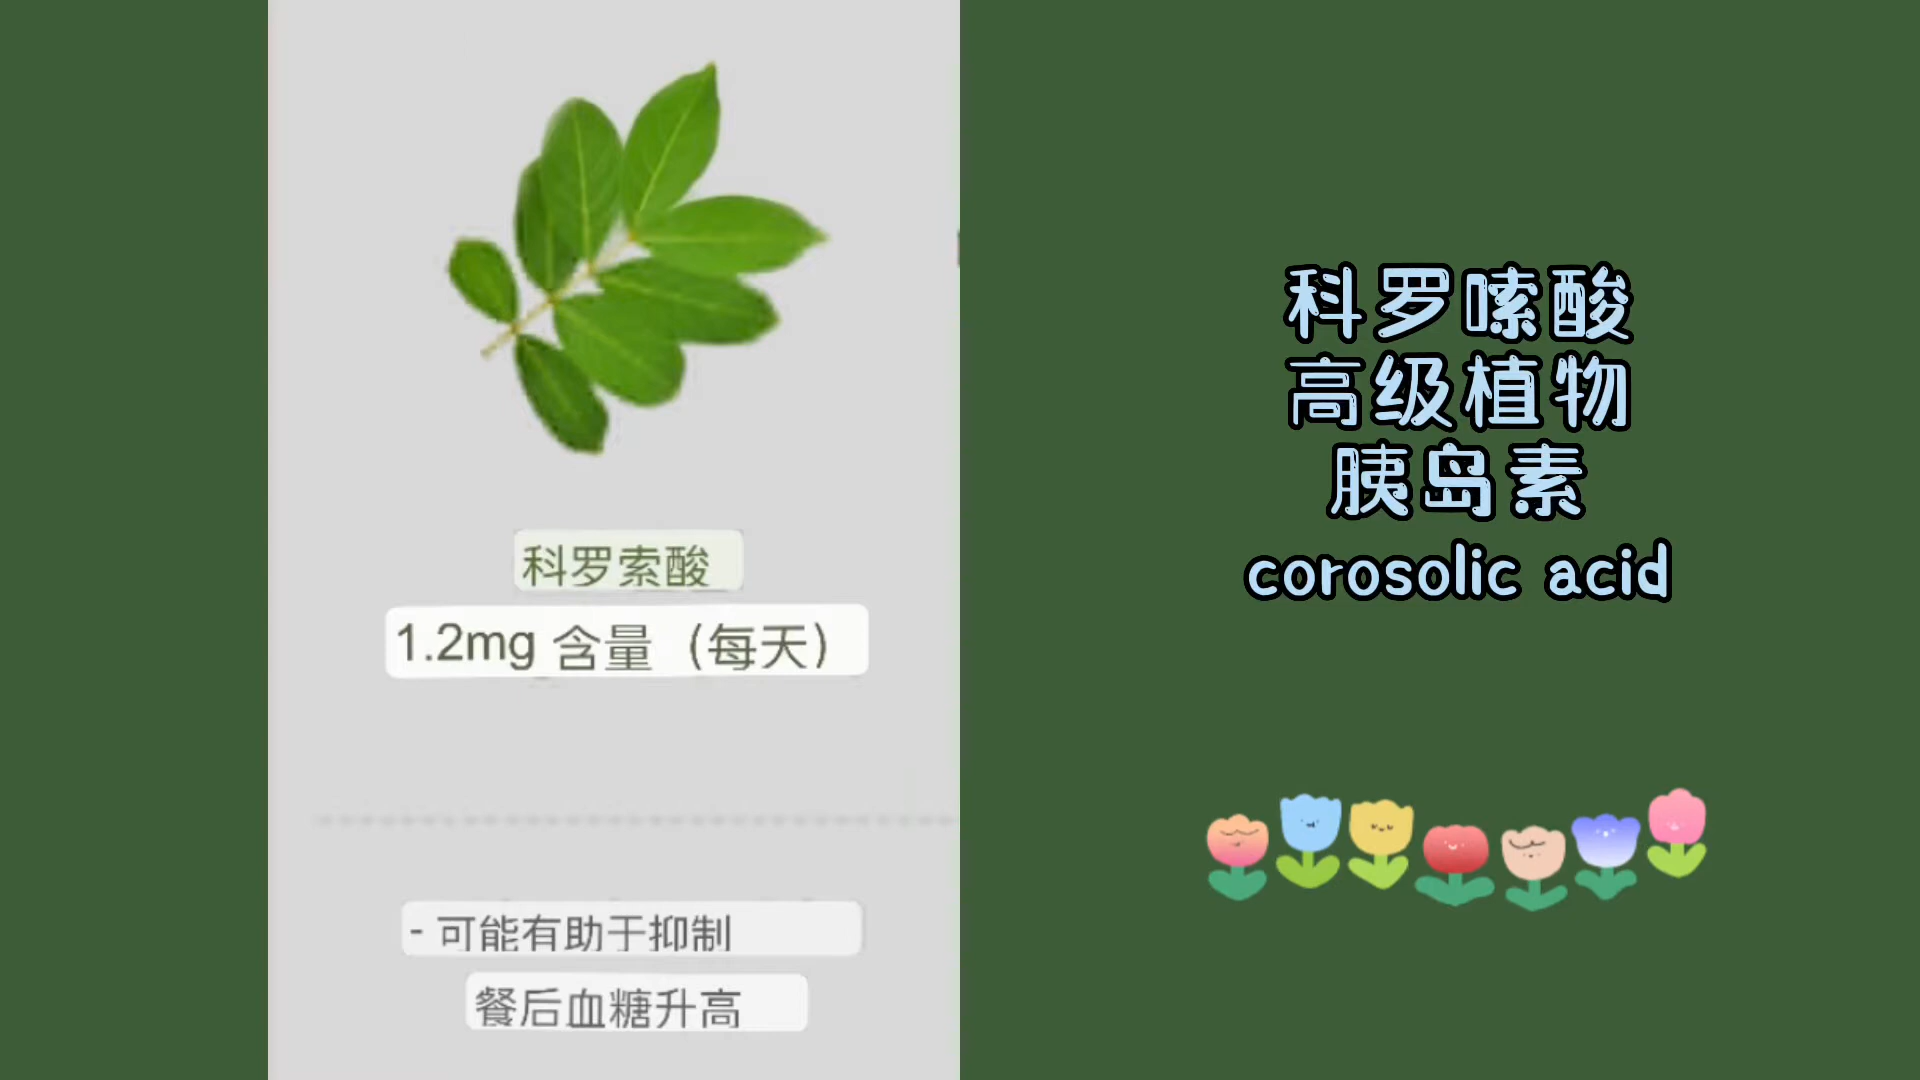 科罗索酸
1.2mg 含量（每天）
- 可能有助于抑制
餐后血糖升高
科罗嗦酸
高级植物
胰岛素
corosolic acid